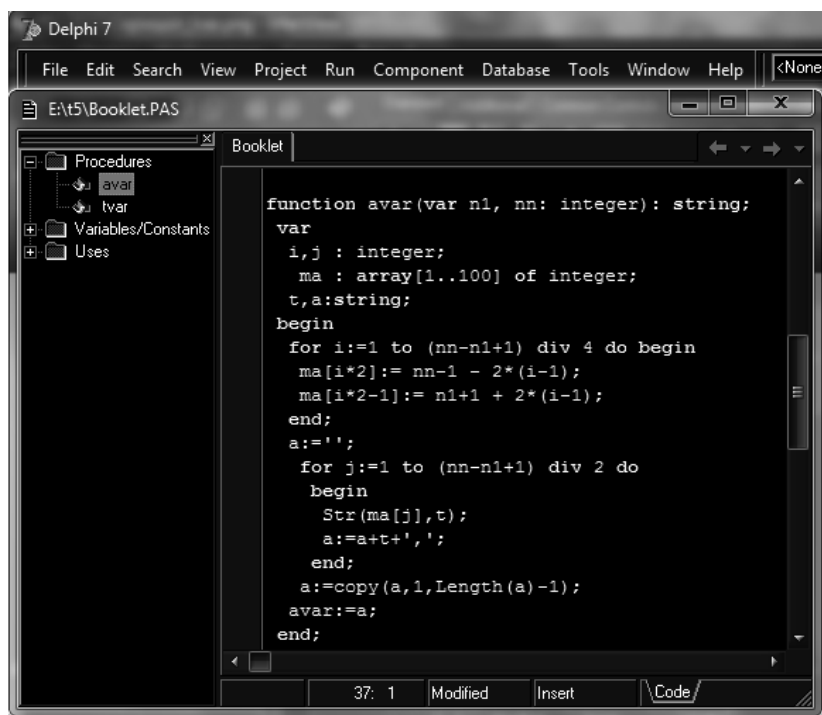 Delphi 7
File Edit Search View Project Run Component Database Tools Window Help <None
E:\t5\Booklet.PAS
Procedures
avar
tvar
Variables/Constants
Uses
Booklet
function avar(var n1, nn: integer): string;
var
i,j : integer;
ma : array[1..100] of integer;
t,a:string;
begin
for i:=1 to (nn-n1+1) div 4 do begin
ma[i*2]:= nn-1 - 2*(i-1);
ma[i*2-1]:= n1+1 + 2*(i-1);
end;
a:='';
for j:=1 to (nn-n1+1) div 2 do
begin
Str(ma[j],t);
a:=a+t+',';
end;
a:=copy(a,1,Length(a)-1);
avar:=a;
end;
37: 1 Modified Insert \Code/